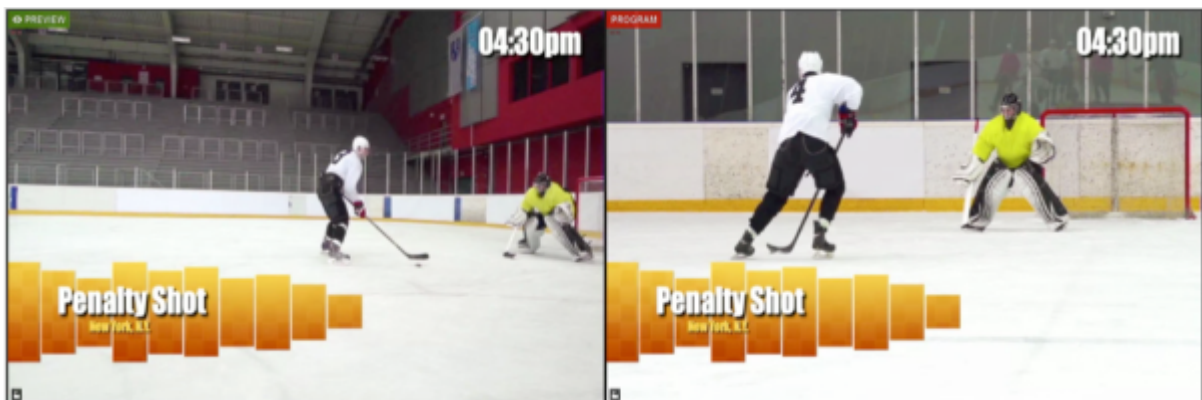 PREVIEW
04:30pm
Penalty Shot
New York, N.Y.
PROGRAM
04:30pm
4
Penalty Shot
New York, N.Y.